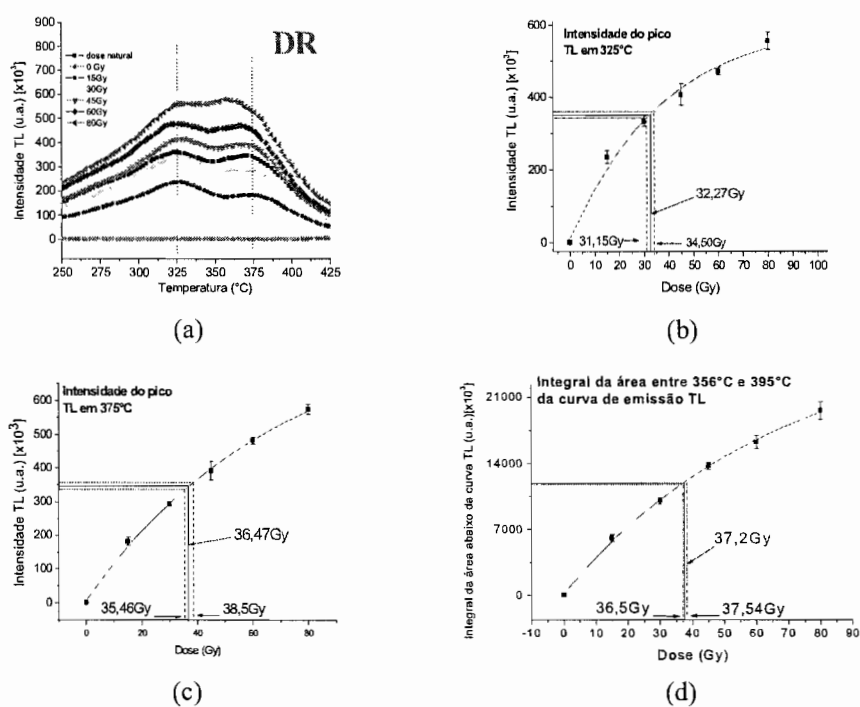 DR
Intensidade TL (u.a.) [x10³]
900
800
700
600
500
400
300
200
100
0
dose natural
0 Gy
15Gy
30Gy
45Gy
60Gy
80Gy
250
275
300
325
350
375
400
425
Temperatura (°C)
(a)
Intensidade do pico
TL em 325°C
Intensidade TL (u.a.) [x10³]
600
400
200
0
32,27Gy
31,15Gy
34,50Gy
0 10 20 30 40 50 60 70 80 90 100
Dose (Gy)
(b)
Intensidade do pico
TL em 375°C
Intensidade TL (u.a.) [x10³]
600
500
400
300
200
100
0
36,47Gy
35,46Gy
38,5Gy
0 20 40 60 80
Dose (Gy)
(c)
Integral da área entre 356°C e 395°C
da curva de emissão TL
Integral da área abaixo da curva TL (u.a.)[x10³]
21000
14000
7000
0
37,2Gy
36,5Gy
37,54Gy
-10 0 10 20 30 40 50 60 70 80 90
Dose (Gy)
(d)